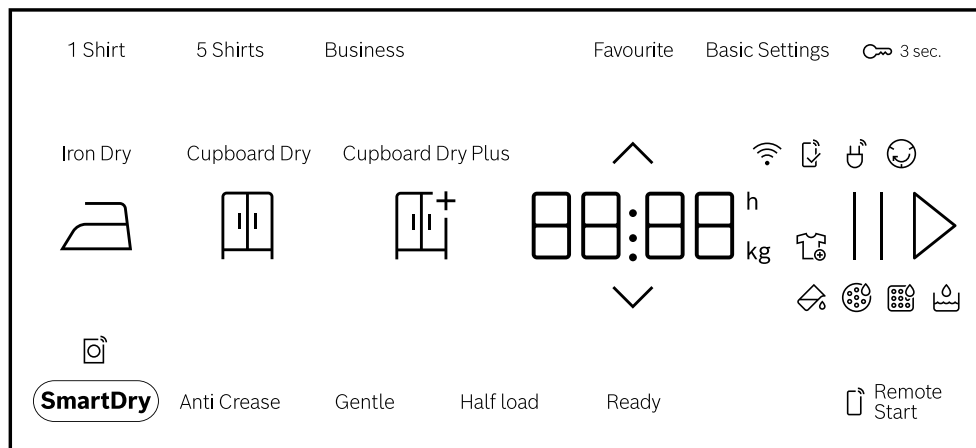 1 Shirt
5 Shirts
Business
Favourite
Basic Settings
3 sec.
Iron Dry
Cupboard Dry
Cupboard Dry Plus
88:88
h
kg
SmartDry
Anti Crease
Gentle
Half load
Ready
Remote
Start